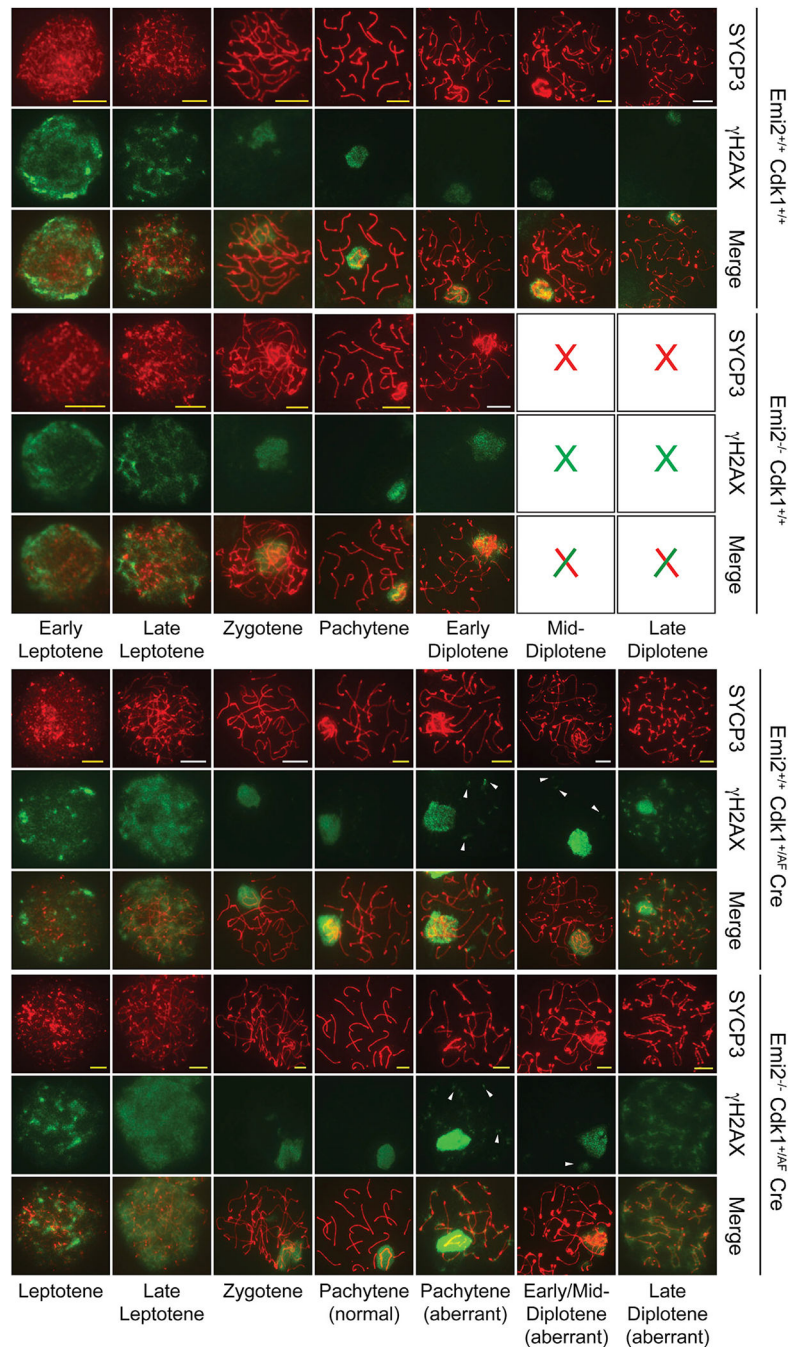 SYCP3
γH2AX
Merge
Emi2+/+ Cdk1+/+
SYCP3
γH2AX
Merge
Emi2-/- Cdk1+/+
X X
X X
X X
Early
Leptotene
Late
Leptotene
Zygotene
Pachytene
Early
Diplotene
Mid-
Diplotene
Late
Diplotene
SYCP3
γH2AX
Merge
Emi2+/+ Cdk1+/AF Cre
SYCP3
γH2AX
Merge
Emi2-/- Cdk1+/AF Cre
Leptotene
Late
Leptotene
Zygotene
Pachytene
(normal)
Pachytene
(aberrant)
Early/Mid-
Diplotene
(aberrant)
Late
Diplotene
(aberrant)